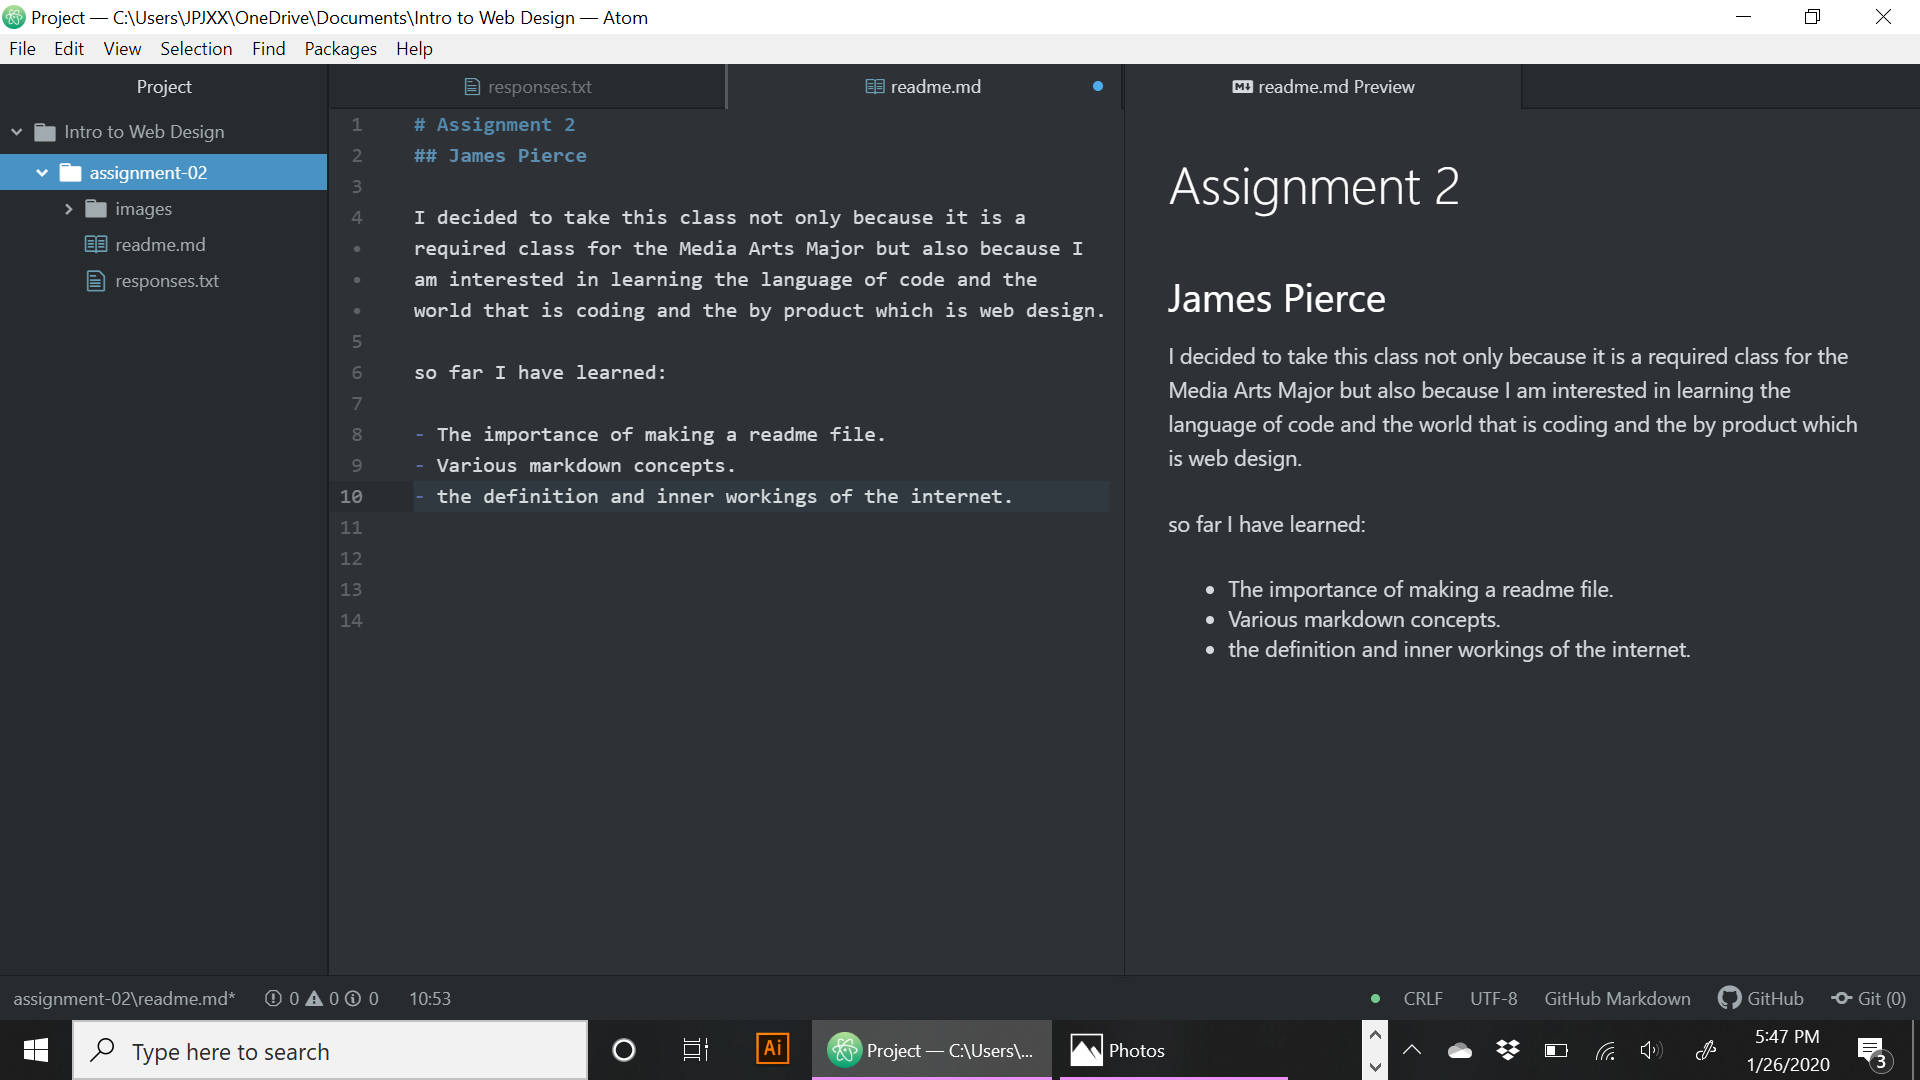 Project — C:\Users\JPJXX\OneDrive\Documents\Intro to Web Design — Atom
File Edit View Selection Find Packages Help
Project
Intro to Web Design
assignment-02
images
readme.md
responses.txt
responses.txt
readme.md
readme.md Preview
1 # Assignment 2
2 ## James Pierce
3
4 I decided to take this class not only because it is a
• required class for the Media Arts Major but also because I
• am interested in learning the language of code and the
• world that is coding and the by product which is web design.
5
6 so far I have learned:
7
8 - The importance of making a readme file.
9 - Various markdown concepts.
10 - the definition and inner workings of the internet.
11
12
13
14
Assignment 2
James Pierce
I decided to take this class not only because it is a required class for the
Media Arts Major but also because I am interested in learning the
language of code and the world that is coding and the by product which
is web design.
so far I have learned:
• The importance of making a readme file.
• Various markdown concepts.
• the definition and inner workings of the internet.
assignment-02\readme.md* 0 0 0 10:53
CRLF UTF-8 GitHub Markdown GitHub Git (0)
Type here to search
Ai
Project — C:\Users\...
Photos
5:47 PM
1/26/2020
3